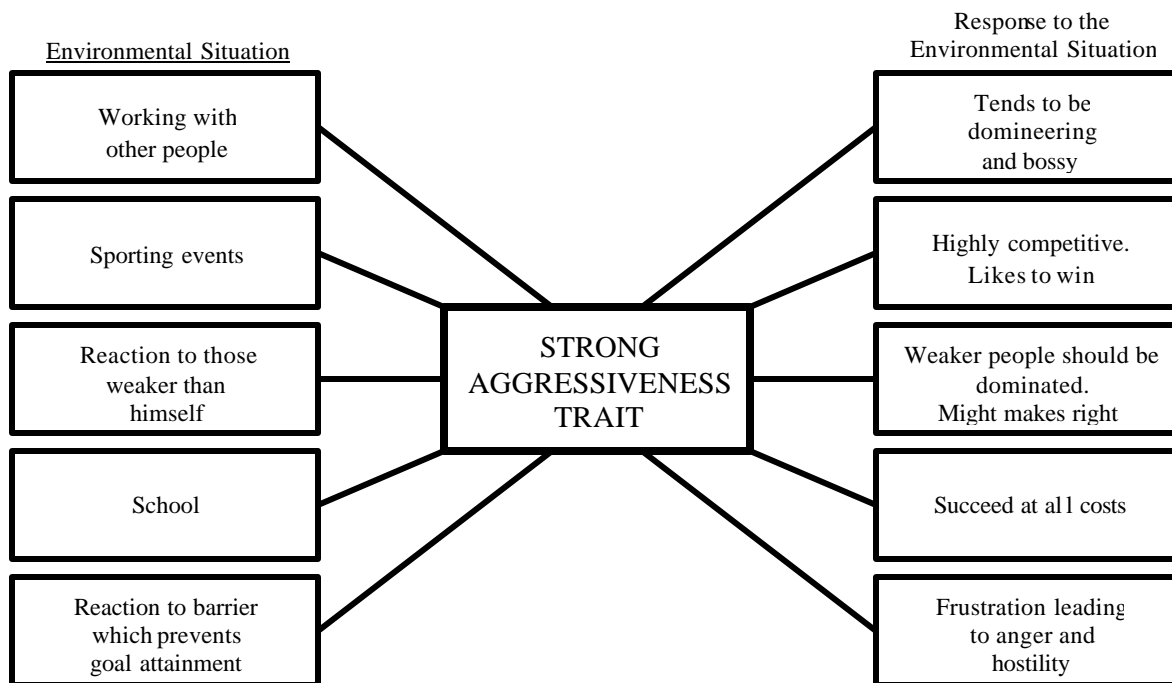 Environmental Situation
Working with
other people
Sporting events
Reaction to those
weaker than
himself
School
Reaction to barrier
which prevents
goal attainment
STRONG
AGGRESSIVENESS
TRAIT
Response to the
Environmental Situation
Tends to be
domineering
and bossy
Highly competitive.
Likes to win
Weaker people should be
dominated.
Might makes right
Succeed at all costs
Frustration leading
to anger and
hostility